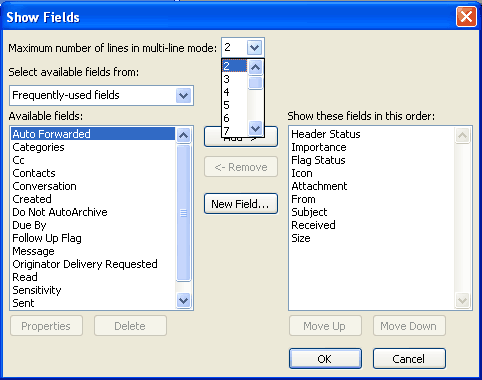 Show Fields
Maximum number of lines in multi-line mode: 2
2
3
4
5
6
7
Select available fields from:
Frequently-used fields
Available fields:
Auto Forwarded
Categories
Cc
Contacts
Conversation
Created
Do Not AutoArchive
Due By
Follow Up Flag
Message
Originator Delivery Requested
Read
Sensitivity
Sent
Add ->
<- Remove
New Field...
Show these fields in this order:
Header Status
Importance
Flag Status
Icon
Attachment
From
Subject
Received
Size
Properties
Delete
Move Up
Move Down
OK
Cancel